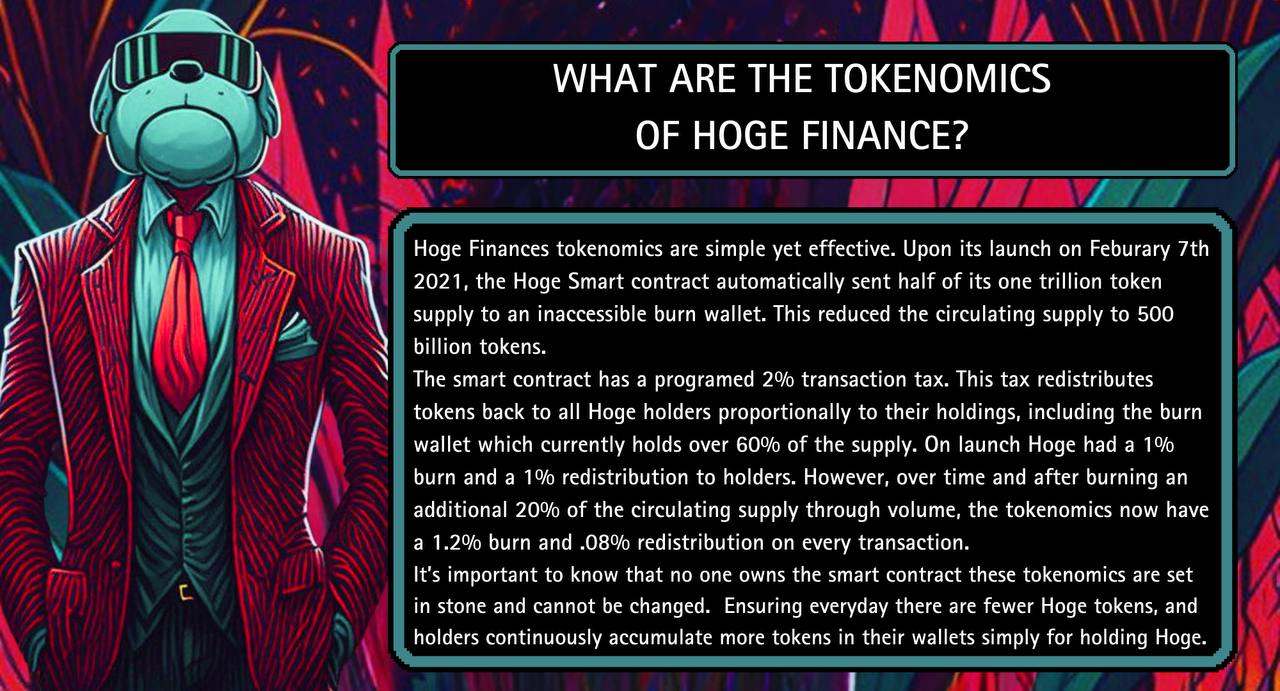 WHAT ARE THE TOKENOMICS
OF HOGE FINANCE?
Hoge Finances tokenomics are simple yet effective. Upon its launch on Feburary 7th
2021, the Hoge Smart contract automatically sent half of its one trillion token
supply to an inaccessible burn wallet. This reduced the circulating supply to 500
billion tokens.
The smart contract has a programed 2% transaction tax. This tax redistributes
tokens back to all Hoge holders proportionally to their holdings, including the burn
wallet which currently holds over 60% of the supply. On launch Hoge had a 1%
burn and a 1% redistribution to holders. However, over time and after burning an
additional 20% of the circulating supply through volume, the tokenomics now have
a 1.2% burn and .08% redistribution on every transaction.
It's important to know that no one owns the smart contract these tokenomics are set
in stone and cannot be changed.  Ensuring everyday there are fewer Hoge tokens, and
holders continuously accumulate more tokens in their wallets simply for holding Hoge.